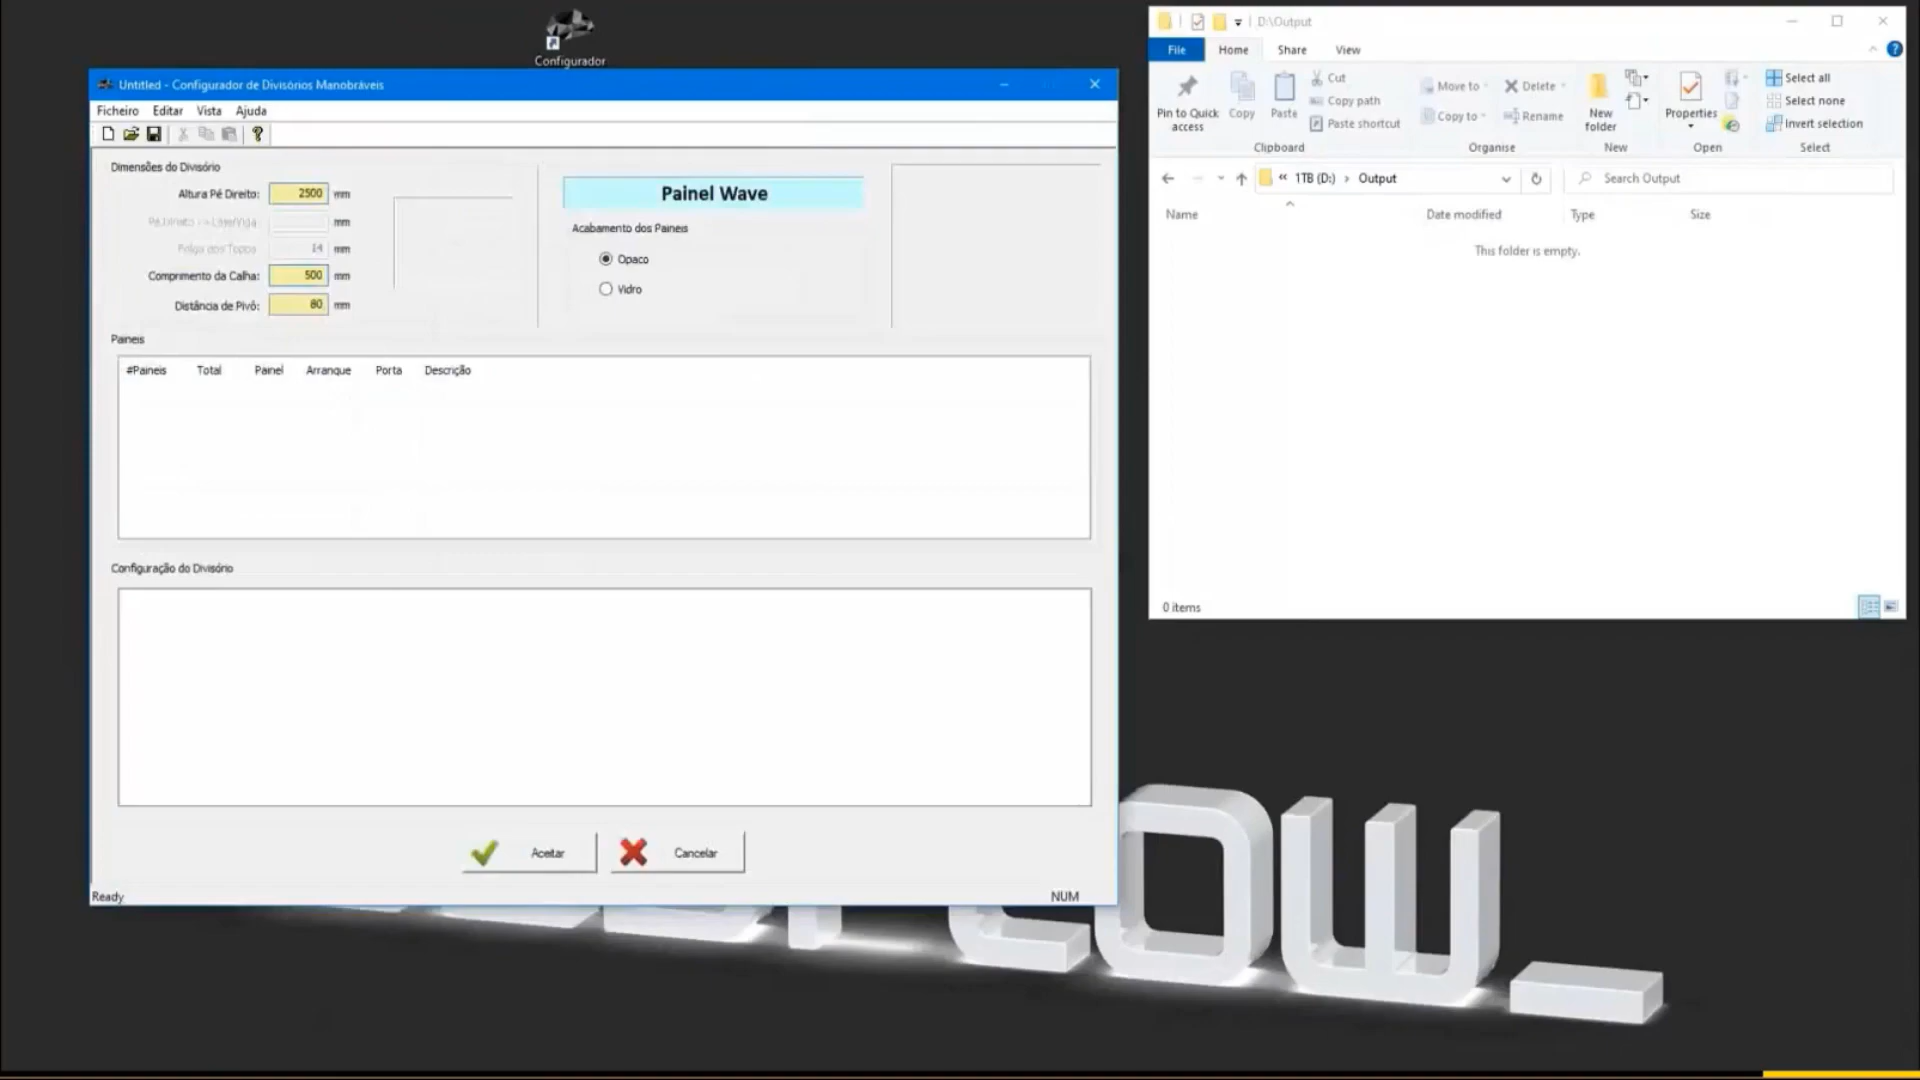 Configurador
Untitled - Configurador de Divisórios Manobráveis
Ficheiro Editar Vista Ajuda
Dimensões do Divisório
Altura Pé Direito: 2500 mm
mm
Folga dos Topos 14 mm
Comprimento da Calha: 500 mm
Distância de Pivô: 80 mm
Painel Wave
Acabamento dos Paineis
Opaco
Vidro
Paineis
#Paineis Total Painel Arranque Porta Descrição
Configuração do Divisório
Aceitar Cancelar
Ready NUM
D:\Output
File Home Share View
Pin to Quick access
Copy
Paste
Cut
Copy path
Paste shortcut
Clipboard
Move to
Copy to
Delete
Rename
Organise
New folder
New
Properties
Open
Select all
Select none
Invert selection
Select
« 1TB (D:) › Output
Search Output
Name Date modified Type Size
This folder is empty.
0 items
OW_